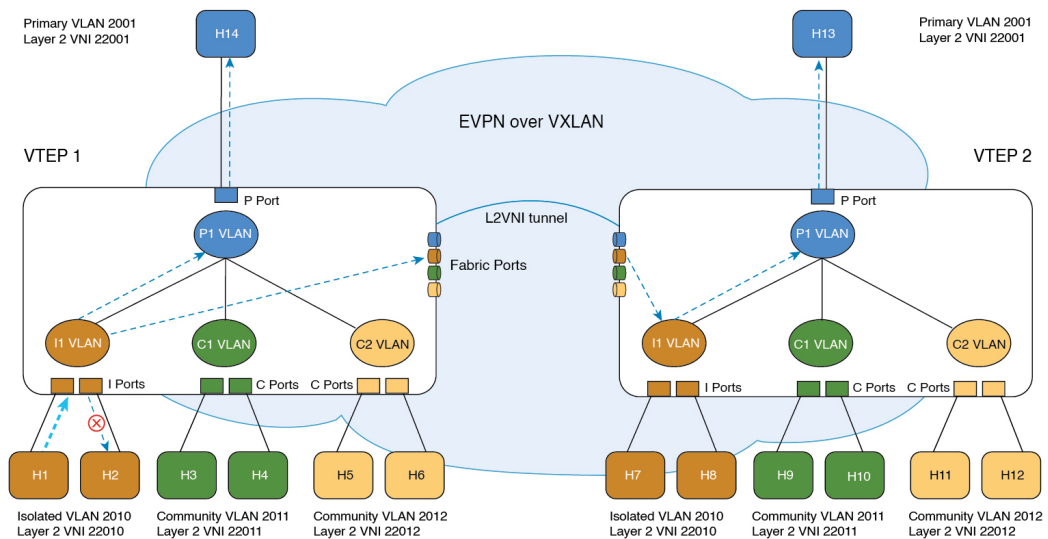 Primary VLAN 2001
Layer 2 VNI 22001
H14
H13
Primary VLAN 2001
Layer 2 VNI 22001
EVPN over VXLAN
VTEP 1
VTEP 2
P Port
P Port
P1 VLAN
L2VNI tunnel
P1 VLAN
Fabric Ports
I1 VLAN
C1 VLAN
C2 VLAN
I1 VLAN
C1 VLAN
C2 VLAN
I Ports
C Ports
C Ports
I Ports
C Ports
C Ports
H1
H2
H3
H4
H5
H6
H7
H8
H9
H10
H11
H12
Isolated VLAN 2010
Layer 2 VNI 22010
Community VLAN 2011
Layer 2 VNI 22011
Community VLAN 2012
Layer 2 VNI 22012
Isolated VLAN 2010
Layer 2 VNI 22010
Community VLAN 2011
Layer 2 VNI 22011
Community VLAN 2012
Layer 2 VNI 22012